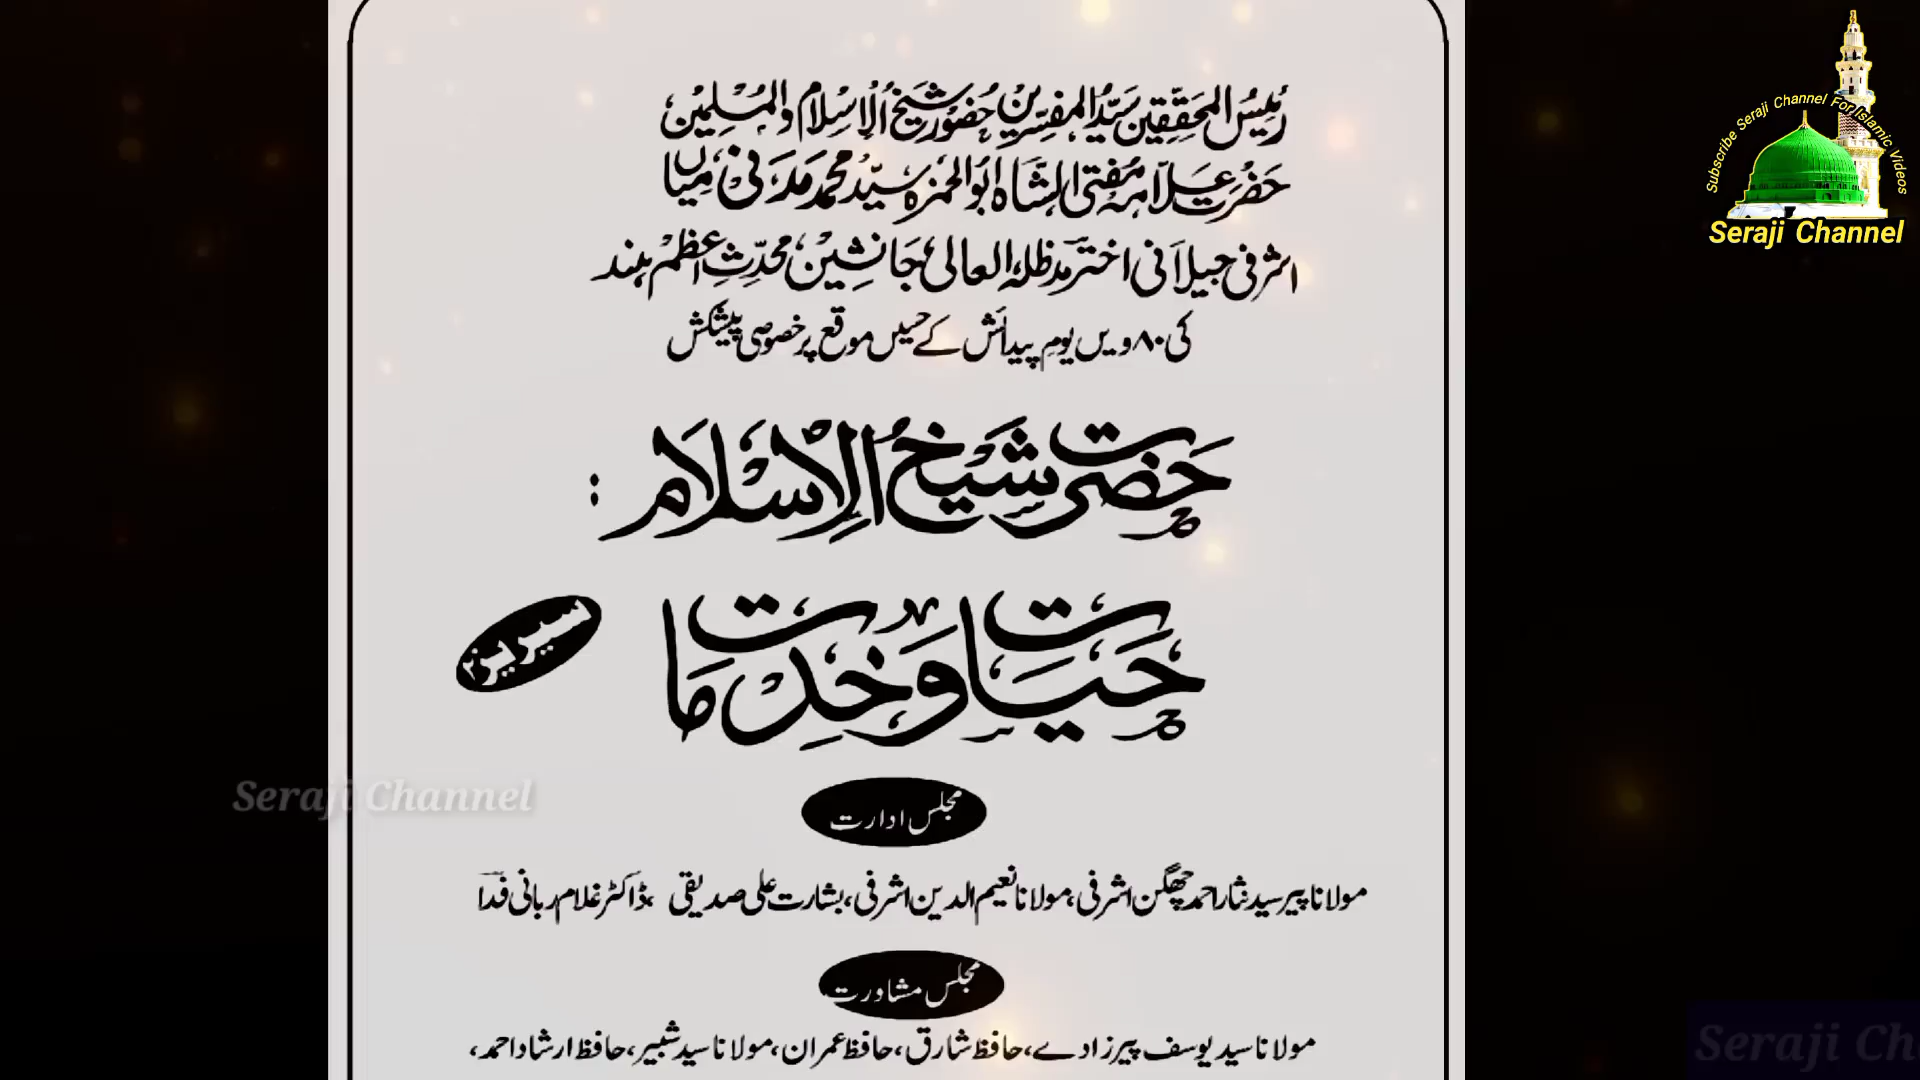 رئیس المحققین سید المفسرین حضور شیخ الاسلام والمسلمین
حضرت علامہ مفتی الشاہ ابوالحمزہ سید محمد مدنی میاں
اشرفی جیلانی اختر مدظلہ العالی جانشین محدث اعظم ہند
کی ۸۰ ویں یوم پیدائش کے حسیں موقع پر خصوصی پیشکش
حضرت شیخ الاسلام :
حیات و خدمات
سیریز ۲
مجلس ادارت
مولانا پیر سید نثار احمد چھگن اشرفی، مولانا نعیم الدین اشرفی، بشارت علی صدیقی، ڈاکٹر غلام ربانی فدا
مجلس مشاورت
مولانا سید یوسف پیرزادے، حافظ شارق، حافظ عمران، مولانا سید شبیر، حافظ ارشاد احمد،
Subscribe Seraji Channel For Islamic Videos
Seraji Channel
Seraji Channel
Seraji Ch